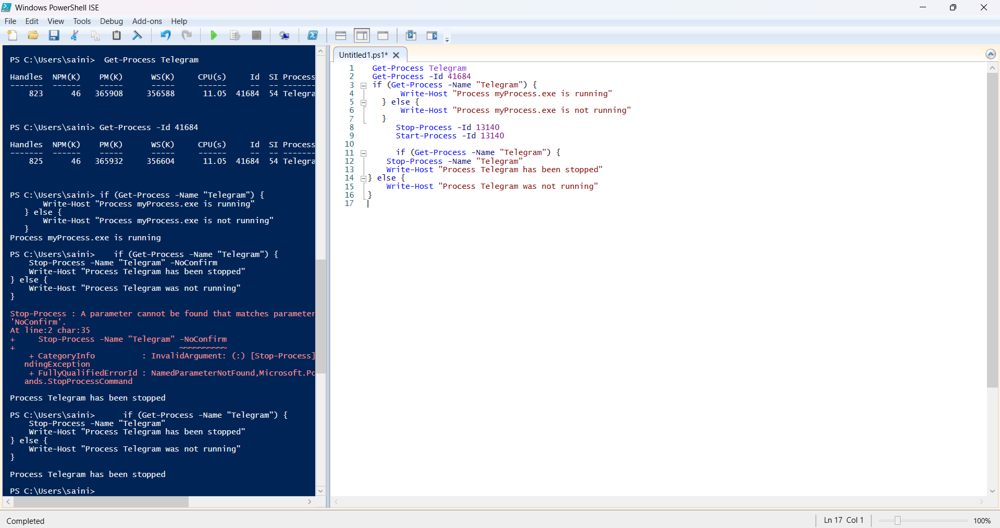 Windows PowerShell ISE
File Edit View Tools Debug Add-ons Help
PS C:\Users\saini>  Get-Process Telegram
Handles  NPM(K)    PM(K)      WS(K)     CPU(s)     Id  SI Process
-------  ------    -----      -----     ------     --  -- -------
    823      46   365908     356588      11.05  41684  54 Telegra
PS C:\Users\saini> Get-Process -Id 41684
Handles  NPM(K)    PM(K)      WS(K)     CPU(s)     Id  SI Process
-------  ------    -----      -----     ------     --  -- -------
    825      46   365932     356604      11.05  41684  54 Telegra
PS C:\Users\saini> if (Get-Process -Name "Telegram") {
       Write-Host "Process myProcess.exe is running"
   } else {
       Write-Host "Process myProcess.exe is not running"
   }
Process myProcess.exe is running
PS C:\Users\saini>    if (Get-Process -Name "Telegram") {
    Stop-Process -Name "Telegram" -NoConfirm
    Write-Host "Process Telegram has been stopped"
} else {
    Write-Host "Process Telegram was not running"
}
Stop-Process : A parameter cannot be found that matches parameter
'NoConfirm'.
At line:2 char:35
+     Stop-Process -Name "Telegram" -NoConfirm
+                                   ~~~~~~~~~~
    + CategoryInfo          : InvalidArgument: (:) [Stop-Process]
   ndingException
    + FullyQualifiedErrorId : NamedParameterNotFound,Microsoft.Po
   ands.StopProcessCommand
Process Telegram has been stopped
PS C:\Users\saini>      if (Get-Process -Name "Telegram") {
    Stop-Process -Name "Telegram"
    Write-Host "Process Telegram has been stopped"
} else {
    Write-Host "Process Telegram was not running"
}
Process Telegram has been stopped
PS C:\Users\saini>
Untitled1.ps1*
1 Get-Process Telegram
2 Get-Process -Id 41684
3 if (Get-Process -Name "Telegram") {
4       Write-Host "Process myProcess.exe is running"
5   } else {
6       Write-Host "Process myProcess.exe is not running"
7   }
8      Stop-Process -Id 13140
9      Start-Process -Id 13140
10
11      if (Get-Process -Name "Telegram") {
12    Stop-Process -Name "Telegram"
13    Write-Host "Process Telegram has been stopped"
14 } else {
15    Write-Host "Process Telegram was not running"
16 }
17
Completed
Ln 17 Col 1
100%